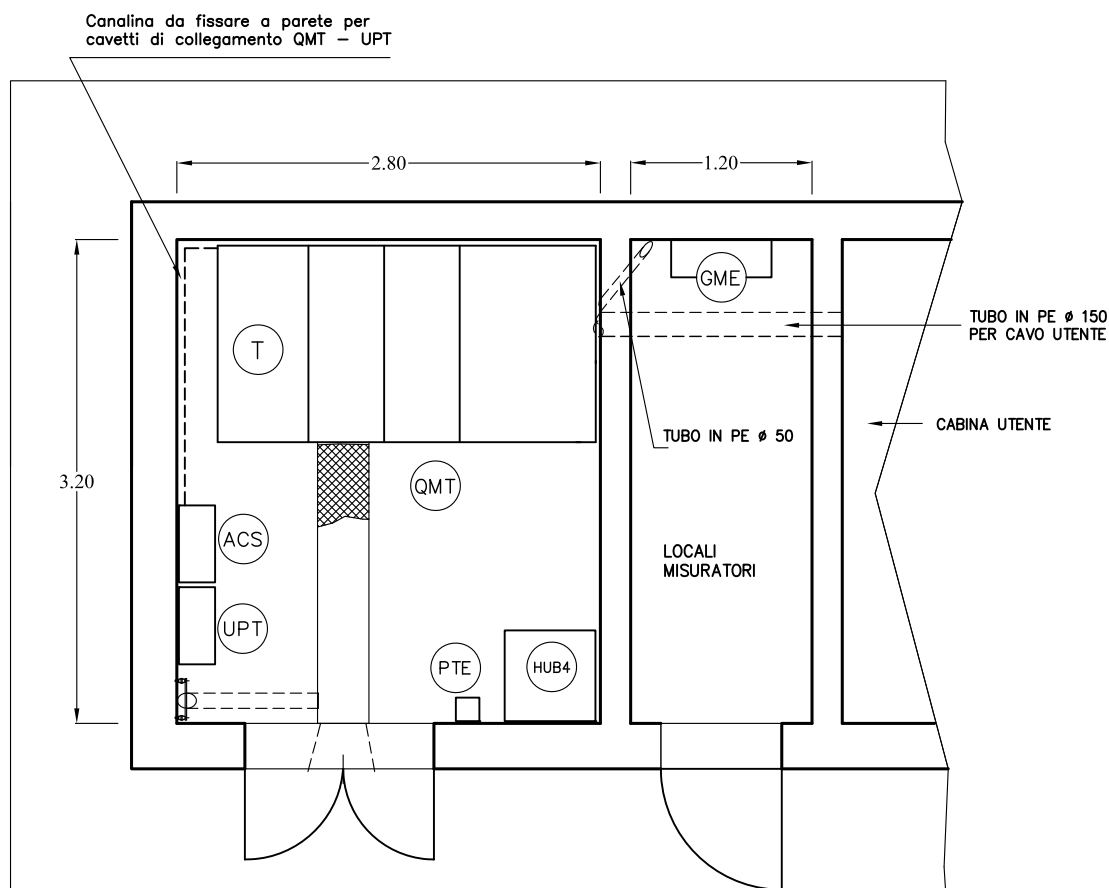 Canalina da fissare a parete per
cavetti di collegamento QMT – UPT
2.80
1.20
GME
TUBO IN PE ø 150
PER CAVO UTENTE
T
CABINA UTENTE
TUBO IN PE ø 50
3.20
QMT
ACS
LOCALI
MISURATORI
UPT
PTE
HUB4